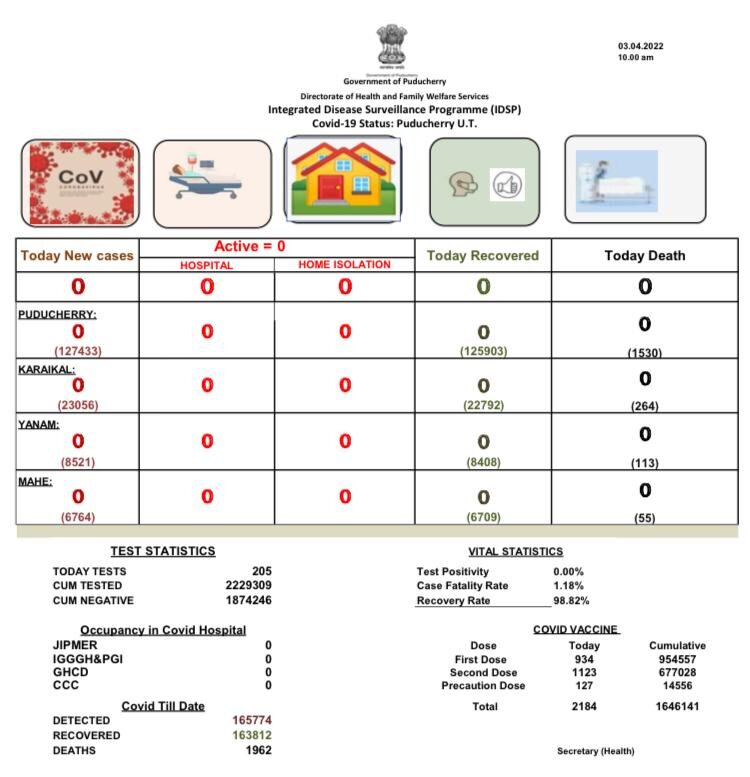 03.04.2022
10.00 am
Government of Puducherry
Government of Puducherry
Directorate of Health and Family Welfare Services
Integrated Disease Surveillance Programme (IDSP)
Covid-19 Status: Puducherry U.T.
CoV
CORONAVIRUS
Today New cases
Active = 0
HOSPITAL
HOME ISOLATION
Today Recovered
Today Death
0 0 0 0 0
PUDUCHERRY:
0 0 0 0 0
(127433) (125903) (1530)
KARAIKAL:
0 0 0 0 0
(23056) (22792) (264)
YANAM:
0 0 0 0 0
(8521) (8408) (113)
MAHE:
0 0 0 0 0
(6764) (6709) (55)
TEST STATISTICS
TODAY TESTS 205
CUM TESTED 2229309
CUM NEGATIVE 1874246
VITAL STATISTICS
Test Positivity 0.00%
Case Fatality Rate 1.18%
Recovery Rate 98.82%
Occupancy in Covid Hospital
JIPMER 0
IGGGH&PGI 0
GHCD 0
CCC 0
COVID VACCINE
Dose Today Cumulative
First Dose 934 954557
Second Dose 1123 677028
Precaution Dose 127 14556
Total 2184 1646141
Covid Till Date
DETECTED 165774
RECOVERED 163812
DEATHS 1962
Secretary (Health)